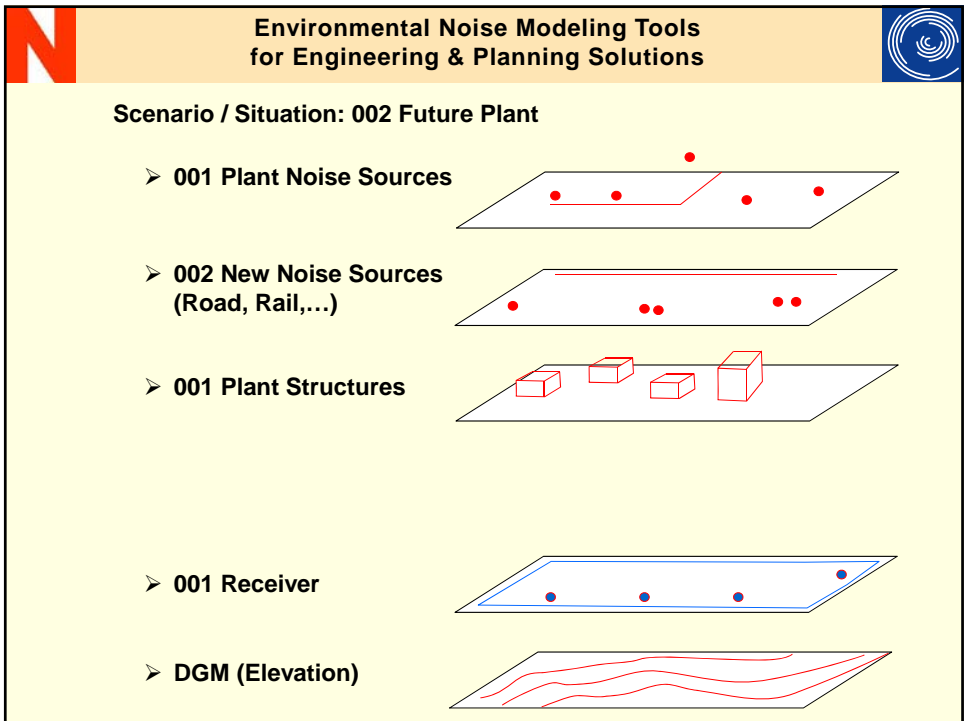 N
Environmental Noise Modeling Tools
for Engineering & Planning Solutions
Scenario / Situation: 002 Future Plant
➢ 001 Plant Noise Sources
➢ 002 New Noise Sources
(Road, Rail,…)
➢ 001 Plant Structures
➢ 001 Receiver
➢ DGM (Elevation)